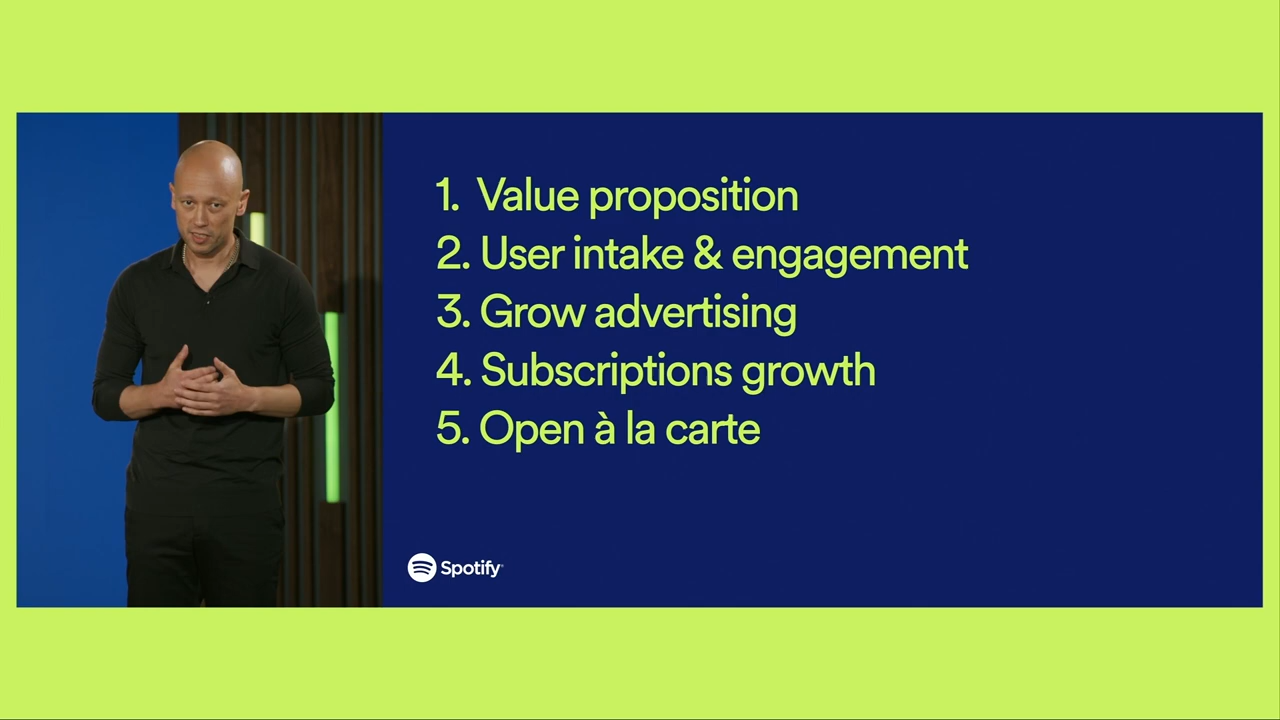 1. Value proposition
2. User intake & engagement
3. Grow advertising
4. Subscriptions growth
5. Open à la carte
Spotify